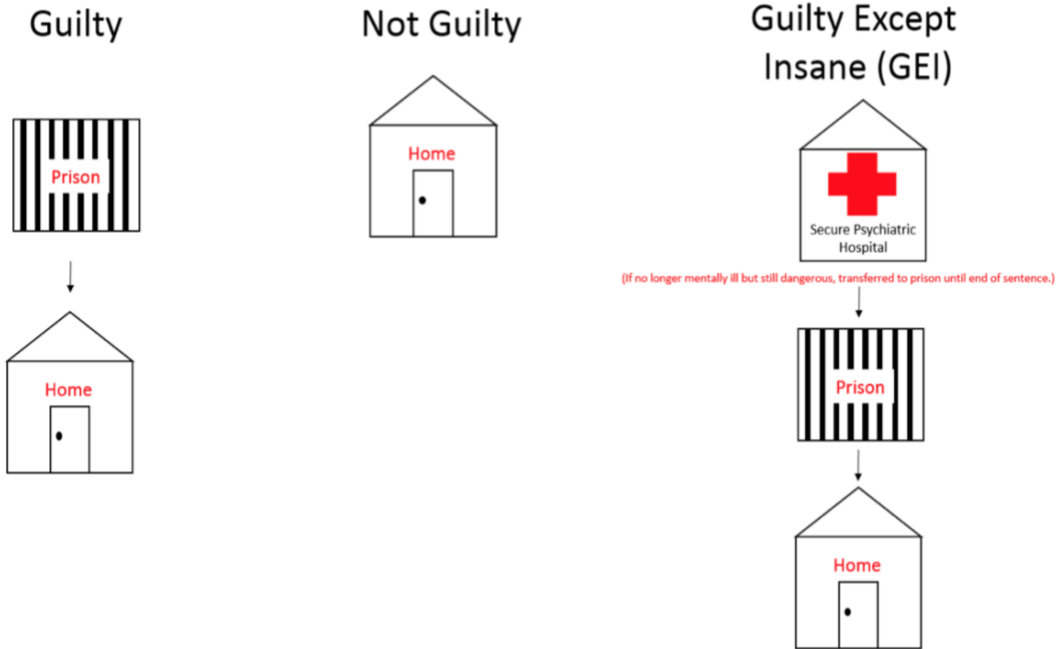 Guilty
Prison
Home
Not Guilty
Home
Guilty Except
Insane (GEI)
Secure Psychiatric
Hospital
(If no longer mentally ill but still dangerous, transferred to prison until end of sentence.)
Prison
Home